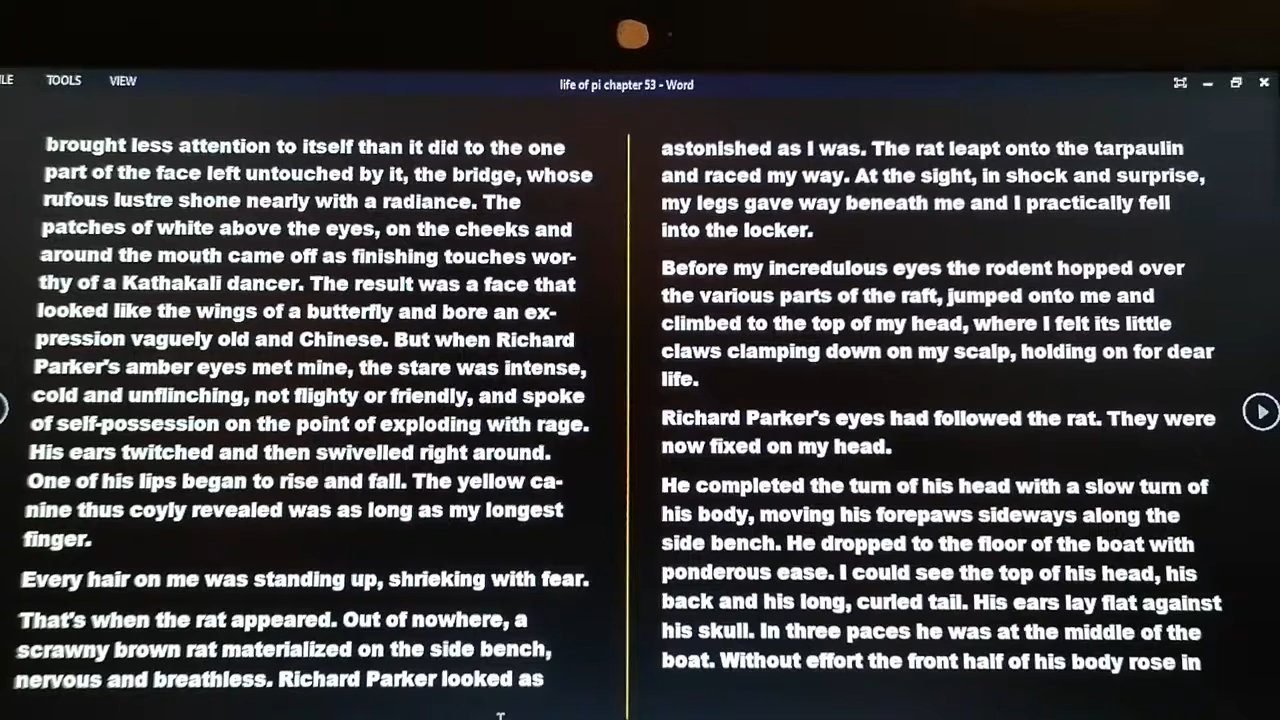 LE TOOLS VIEW life of pi chapter 53 - Word
brought less attention to itself than it did to the one
part of the face left untouched by it, the bridge, whose
rufous lustre shone nearly with a radiance. The
patches of white above the eyes, on the cheeks and
around the mouth came off as finishing touches wor-
thy of a Kathakali dancer. The result was a face that
looked like the wings of a butterfly and bore an ex-
pression vaguely old and Chinese. But when Richard
Parker's amber eyes met mine, the stare was intense,
cold and unflinching, not flighty or friendly, and spoke
of self-possession on the point of exploding with rage.
His ears twitched and then swivelled right around.
One of his lips began to rise and fall. The yellow ca-
nine thus coyly revealed was as long as my longest
finger.
Every hair on me was standing up, shrieking with fear.
That's when the rat appeared. Out of nowhere, a
scrawny brown rat materialized on the side bench,
nervous and breathless. Richard Parker looked as
astonished as I was. The rat leapt onto the tarpaulin
and raced my way. At the sight, in shock and surprise,
my legs gave way beneath me and I practically fell
into the locker.
Before my incredulous eyes the rodent hopped over
the various parts of the raft, jumped onto me and
climbed to the top of my head, where I felt its little
claws clamping down on my scalp, holding on for dear
life.
Richard Parker's eyes had followed the rat. They were
now fixed on my head.
He completed the turn of his head with a slow turn of
his body, moving his forepaws sideways along the
side bench. He dropped to the floor of the boat with
ponderous ease. I could see the top of his head, his
back and his long, curled tail. His ears lay flat against
his skull. In three paces he was at the middle of the
boat. Without effort the front half of his body rose in